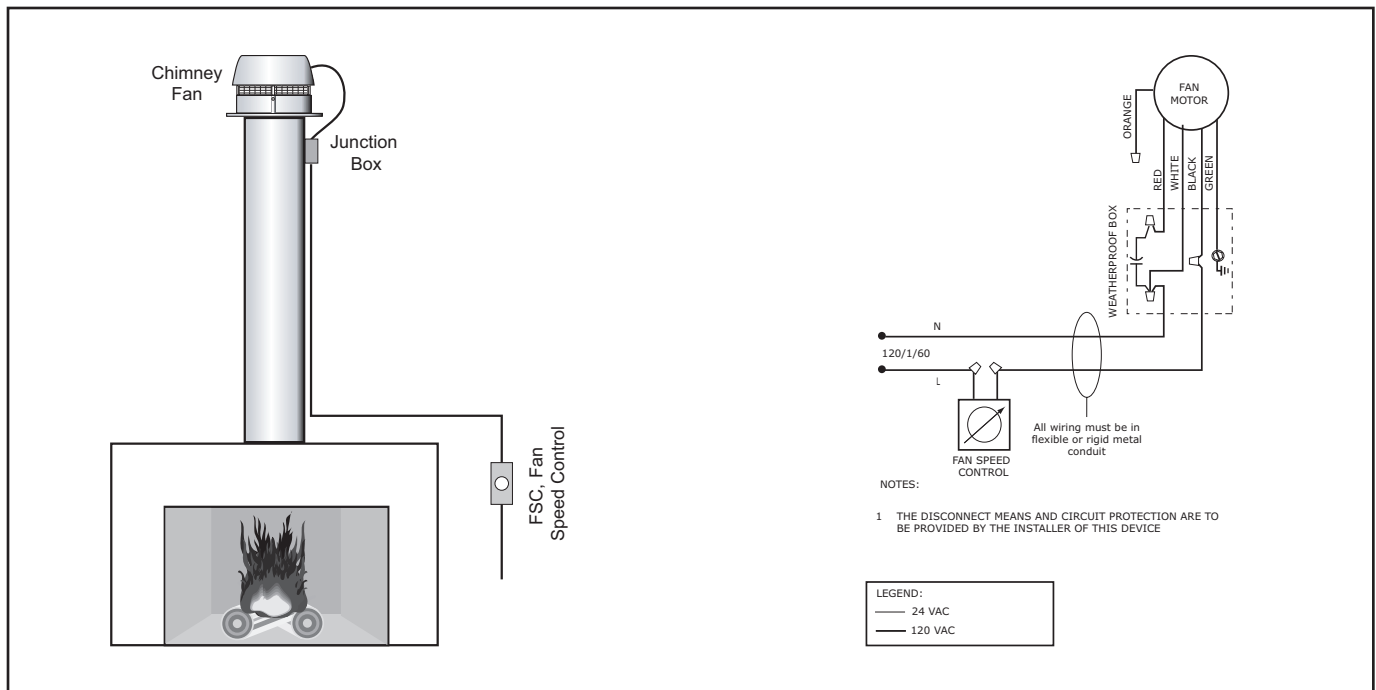 Chimney
Fan
Junction
Box
FSC, Fan
Speed Control
FAN
MOTOR
ORANGE
RED
WHITE
BLACK
GREEN
WEATHERPROOF BOX
N
120/1/60
L
All wiring must be in
flexible or rigid metal
conduit
FAN SPEED
CONTROL
NOTES:
1 THE DISCONNECT MEANS AND CIRCUIT PROTECTION ARE TO
BE PROVIDED BY THE INSTALLER OF THIS DEVICE
LEGEND:
24 VAC
120 VAC